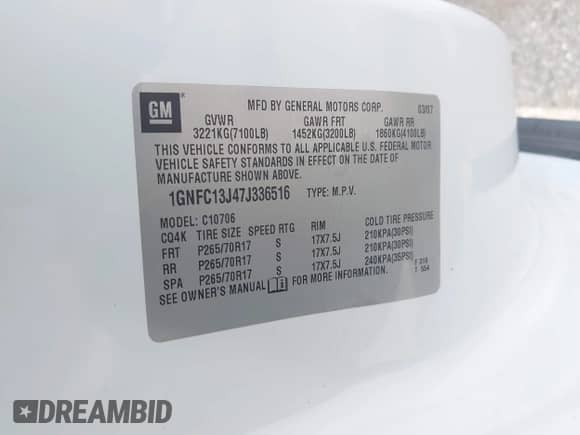 GM
MFD BY GENERAL MOTORS CORP. 03/07
GVWR GAWR FRT GAWR RR
3221KG(7100LB) 1452KG(3200LB) 1860KG(4100LB)
THIS VEHICLE CONFORMS TO ALL APPLICABLE U.S. FEDERAL MOTOR
VEHICLE SAFETY STANDARDS IN EFFECT ON THE DATE OF
MANUFACTURE SHOWN ABOVE.
1GNFC13J47J336516 TYPE: M.P.V.
MODEL: C10706
CQ4K TIRE SIZE SPEED RTG RIM COLD TIRE PRESSURE
FRT P265/70R17 S 17X7.5J 210KPA(30PSI)
RR P265/70R17 S 17X7.5J 210KPA(30PSI)
SPA P265/70R17 S 17X7.5J 240KPA(35PSI)
SEE OWNER'S MANUAL FOR MORE INFORMATION.
DREAMBID